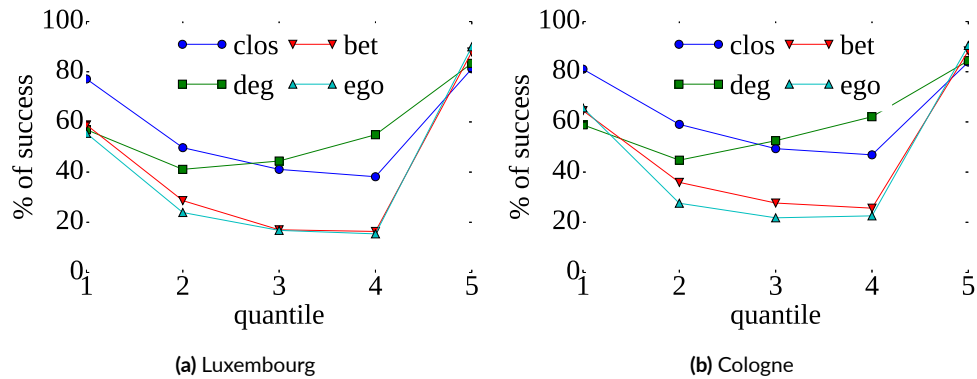 100
80
60
40
20
0
% of success
clos bet
deg ego
1 2 3 4 5
quantile
(a) Luxembourg
100
80
60
40
20
0
% of success
clos bet
deg ego
1 2 3 4 5
quantile
(b) Cologne